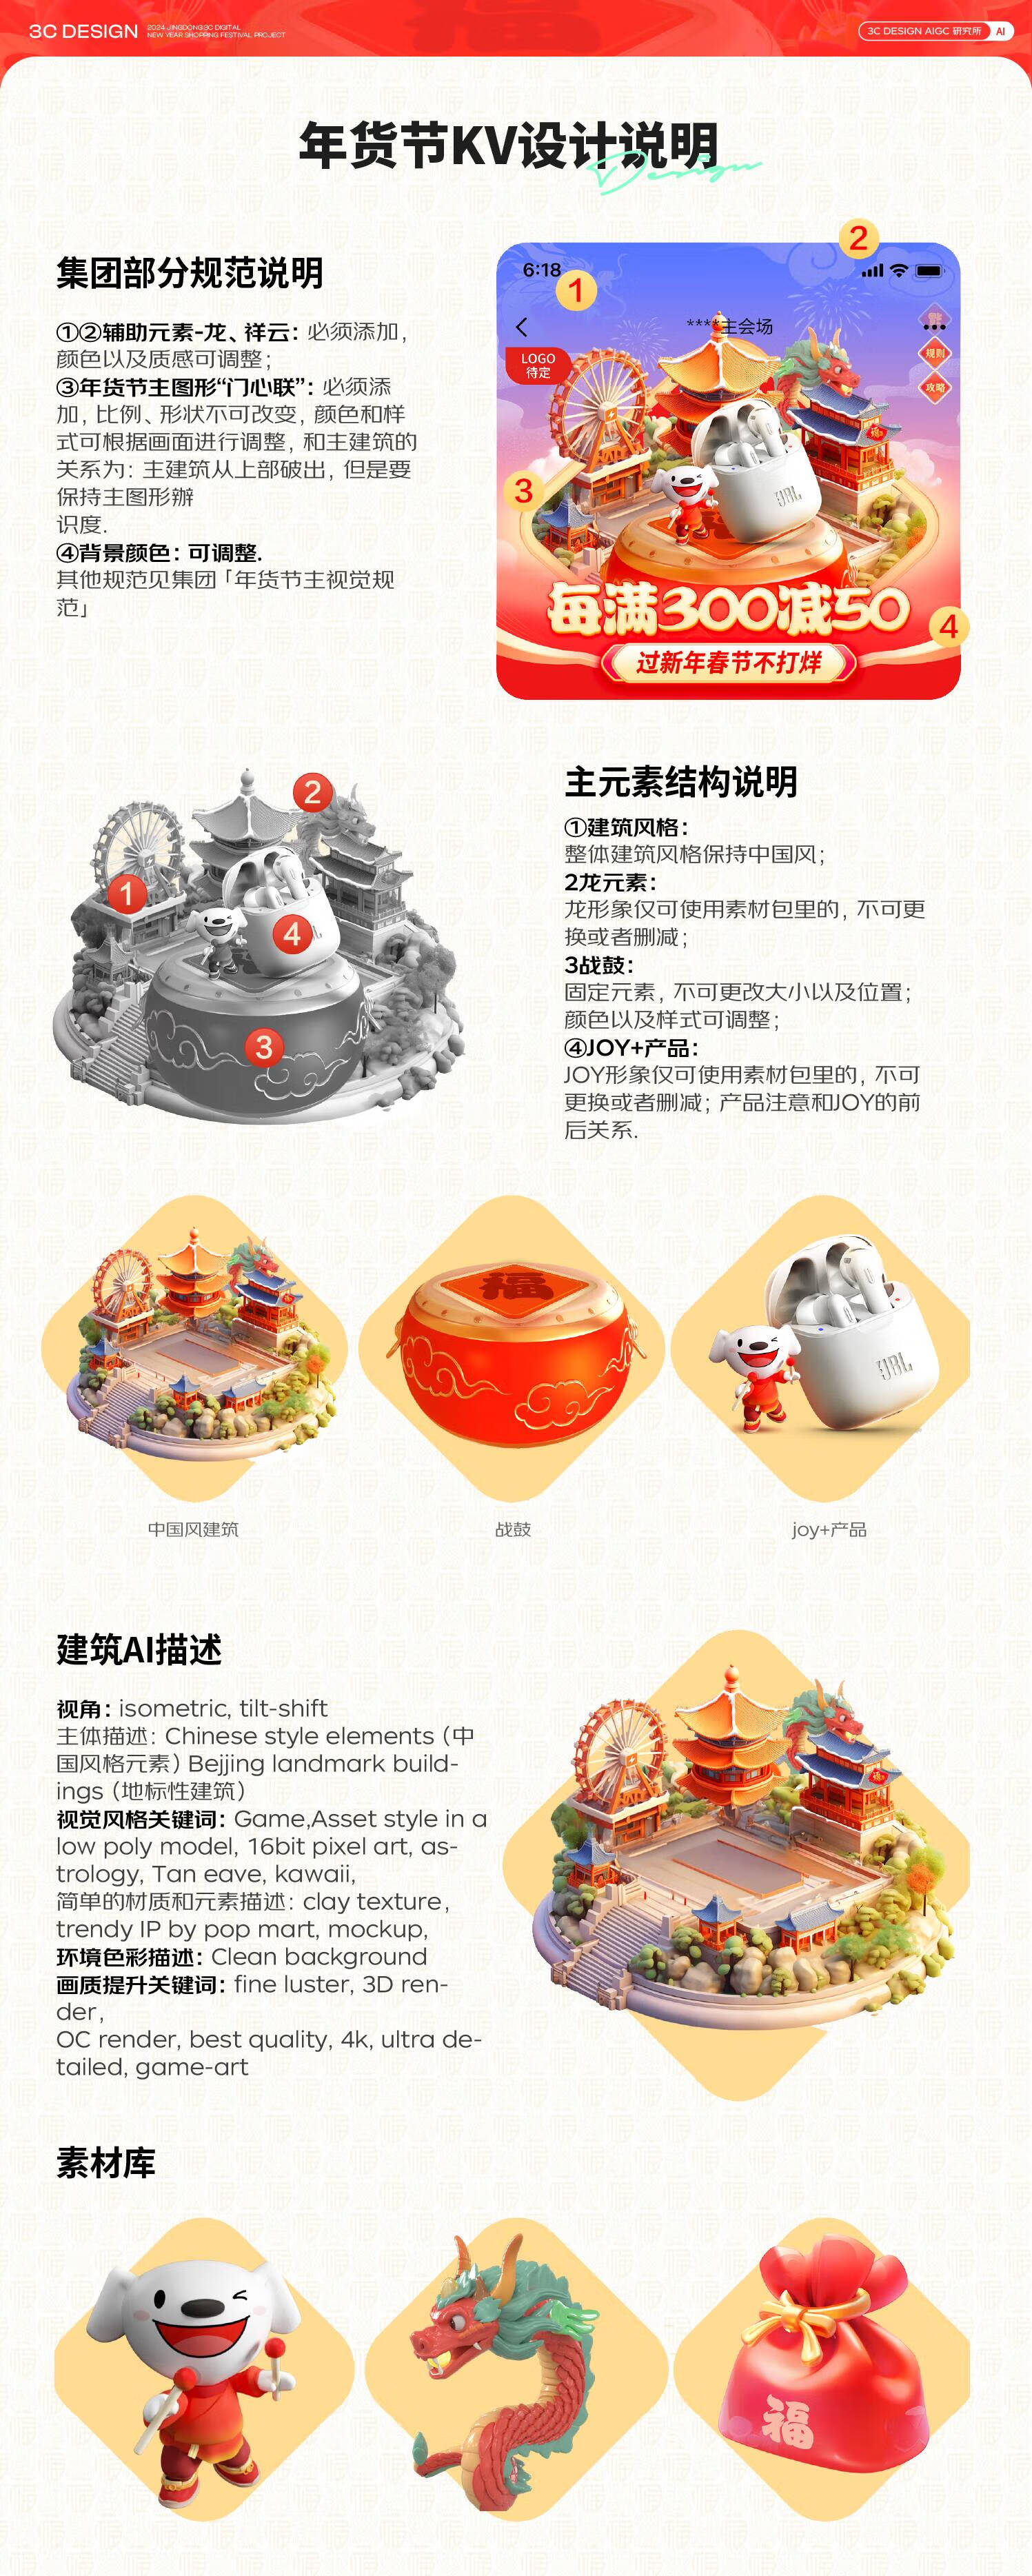 3C DESIGN
2024 JINGDONG 3C DIGITAL
NEW YEAR SHOPPING FESTIVAL PROJECT
3C DESIGN AIGC 研究所
AI
年货节KV设计说明
Design
集团部分规范说明
①②辅助元素-龙、祥云：必须添加，
颜色以及质感可调整；
③年货节主图形“门心联”：必须添
加，比例、形状不可改变，颜色和样
式可根据画面进行调整，和主建筑的
关系为：主建筑从上部破出，但是要
保持主图形辨
识度.
④背景颜色：可调整.
其他规范见集团「年货节主视觉规
范」
2
6:18
1
****主会场
LOGO
待定
规则
攻略
福
JBL
3
每满300减50
4
过新年春节不打烊
2
1
4
3
主元素结构说明
①建筑风格：
整体建筑风格保持中国风；
2龙元素：
龙形象仅可使用素材包里的，不可更
换或者删减；
3战鼓：
固定元素，不可更改大小以及位置；
颜色以及样式可调整；
④JOY+产品：
JOY形象仅可使用素材包里的，不可
更换或者删减；产品注意和JOY的前
后关系.
福
JBL
中国风建筑
战鼓
joy+产品
建筑AI描述
视角：isometric, tilt-shift
主体描述：Chinese style elements（中
国风格元素）Bejjing landmark build-
ings（地标性建筑）
视觉风格关键词：Game,Asset style in a
low poly model, 16bit pixel art, as-
trology, Tan eave, kawaii,
简单的材质和元素描述：clay texture,
trendy IP by pop mart, mockup,
环境色彩描述：Clean background
画质提升关键词：fine luster, 3D ren-
der,
OC render, best quality, 4k, ultra de-
tailed, game-art
福
素材库
福